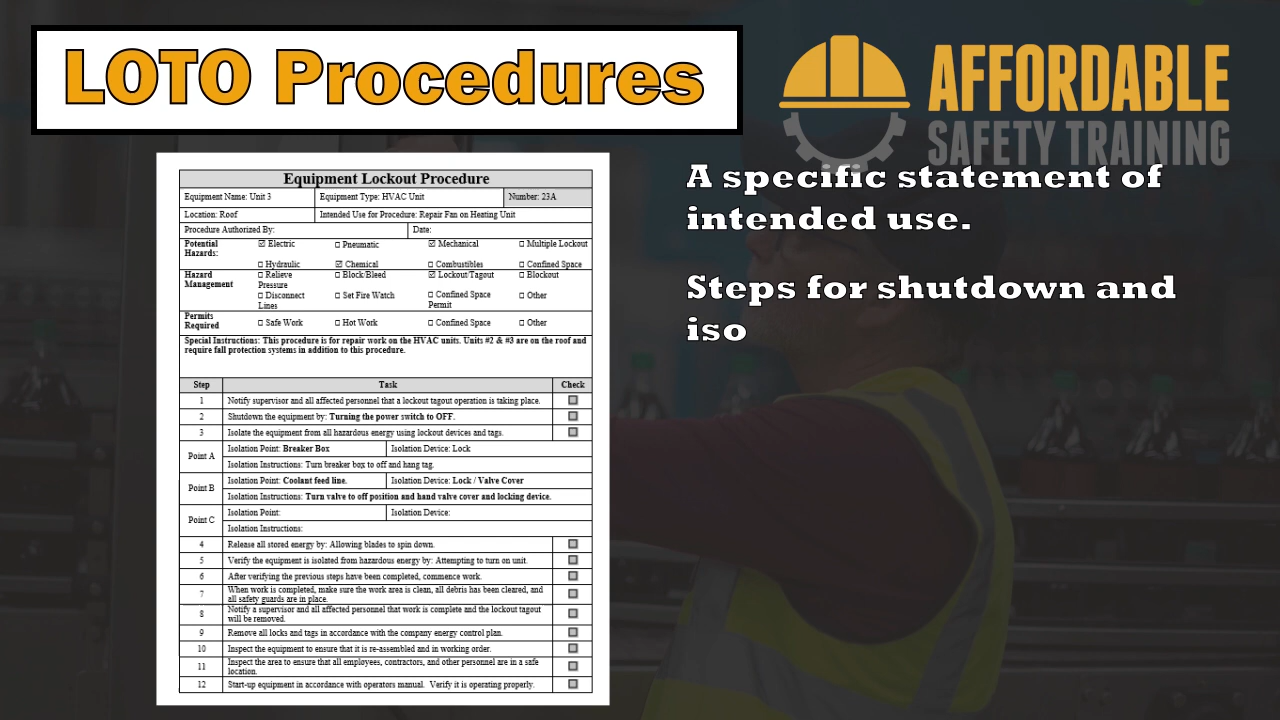 LOTO Procedures
AFFORDABLE
SAFETY TRAINING
A specific statement of
intended use.
Steps for shutdown and
iso
Equipment Lockout Procedure
Equipment Name: Unit 3 Equipment Type: HVAC Unit Number: 23A
Location: Roof Intended Use for Procedure: Repair Fan on Heating Unit
Procedure Authorized By: Date:
Potential ☑ Electric ☐ Pneumatic ☑ Mechanical ☐ Multiple Lockout
Hazards:
☐ Hydraulic ☑ Chemical ☐ Combustibles ☐ Confined Space
Hazard ☐ Relieve ☐ Block/Bleed ☑ Lockout/Tagout ☐ Blockout
Management Pressure
☐ Disconnect ☐ Set Fire Watch ☐ Confined Space ☐ Other
Lines Permit
Permits
Required ☐ Safe Work ☐ Hot Work ☐ Confined Space ☐ Other
Special Instructions: This procedure is for repair work on the HVAC units. Units #2 & #3 are on the roof and
require fall protection systems in addition to this procedure.
Step Task Check
1 Notify supervisor and all affected personnel that a lockout tagout operation is taking place.
2 Shutdown the equipment by: Turning the power switch to OFF.
3 Isolate the equipment from all hazardous energy using lockout devices and tags.
Point A Isolation Point: Breaker Box Isolation Device: Lock
Isolation Instructions: Turn breaker box to off and hang tag.
Point B Isolation Point: Coolant feed line. Isolation Device: Lock / Valve Cover
Isolation Instructions: Turn valve to off position and hand valve cover and locking device.
Point C Isolation Point: Isolation Device:
Isolation Instructions:
4 Release all stored energy by: Allowing blades to spin down.
5 Verify the equipment is isolated from hazardous energy by: Attempting to turn on unit.
6 After verifying the previous steps have been completed, commence work.
7 When work is completed, make sure the work area is clean, all debris has been cleared, and
all safety guards are in place.
8 Notify a supervisor and all affected personnel that work is complete and the lockout tagout
will be removed.
9 Remove all locks and tags in accordance with the company energy control plan.
10 Inspect the equipment to ensure that it is re-assembled and in working order.
11 Inspect the area to ensure that all employees, contractors, and other personnel are in a safe
location.
12 Start-up equipment in accordance with operators manual. Verify it is operating properly.